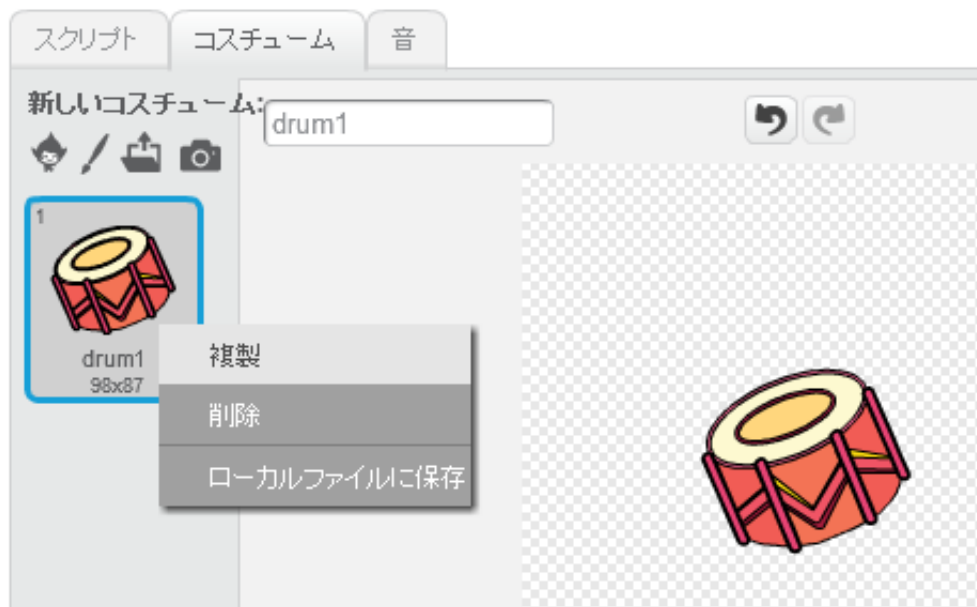 スクリプト コスチューム 音
新しいコスチューム:
drum1
1
drum1
98x87
複製
削除
ローカルファイルに保存